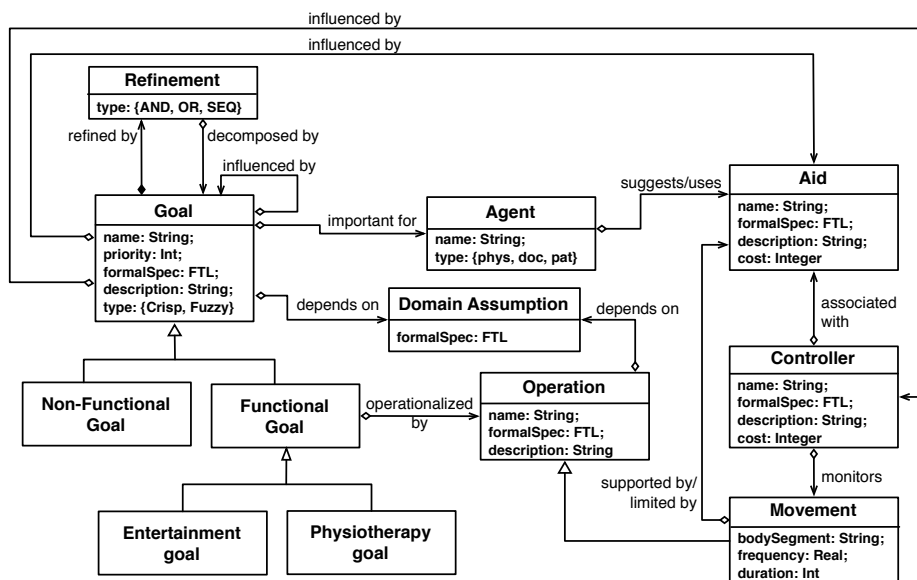 influenced by
influenced by
Refinement
type: {AND, OR, SEQ}
refined by
decomposed by
influenced by
Goal
name: String;
priority: Int;
formalSpec: FTL;
description: String;
type: {Crisp, Fuzzy}
important for
Agent
name: String;
type: {phys, doc, pat}
suggests/uses
Aid
name: String;
formalSpec: FTL;
description: String;
cost: Integer
depends on
Domain Assumption
formalSpec: FTL
depends on
associated
with
Controller
name: String;
formalSpec: FTL;
description: String;
cost: Integer
Non-Functional
Goal
Functional
Goal
operationalized
by
Operation
name: String;
formalSpec: FTL;
description: String
supported by/
limited by
monitors
Movement
bodySegment: String;
frequency: Real;
duration: Int
Entertainment
goal
Physiotherapy
goal